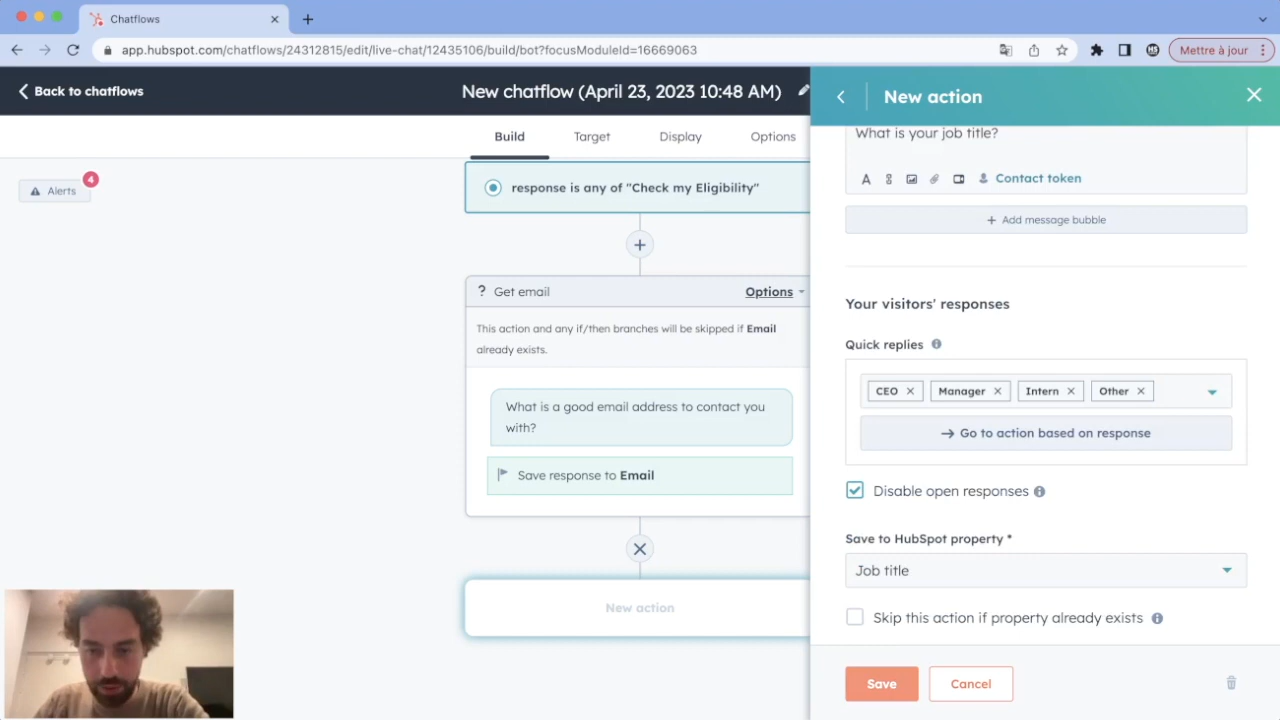 Chatflows
app.hubspot.com/chatflows/24312815/edit/live-chat/12435106/build/bot?focusModuleId=16669063
Mettre à jour
Back to chatflows
New chatflow (April 23, 2023 10:48 AM)
New action
Build
Target
Display
Options
Alerts
4
response is any of "Check my Eligibility"
? Get email
Options
This action and any if/then branches will be skipped if Email
already exists.
What is a good email address to contact you
with?
Save response to Email
New action
What is your job title?
A
Contact token
+ Add message bubble
Your visitors' responses
Quick replies
CEO
Manager
Intern
Other
→ Go to action based on response
Disable open responses
Save to HubSpot property *
Job title
Skip this action if property already exists
Save
Cancel